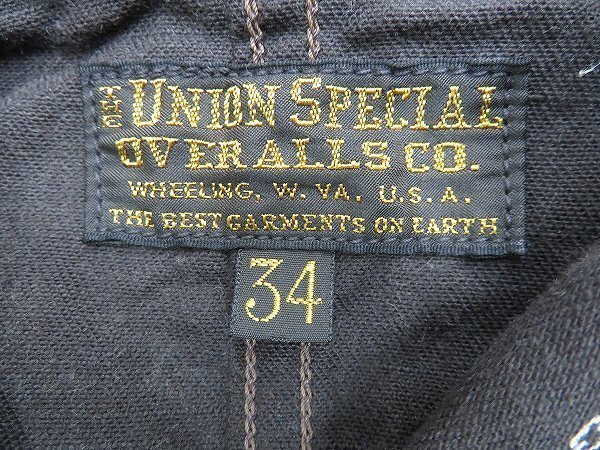 THE UNION SPECIAL
OVERALLS CO.
WHEELING, W. VA. U.S.A.
THE BEST GARMENTS ON EARTH
34